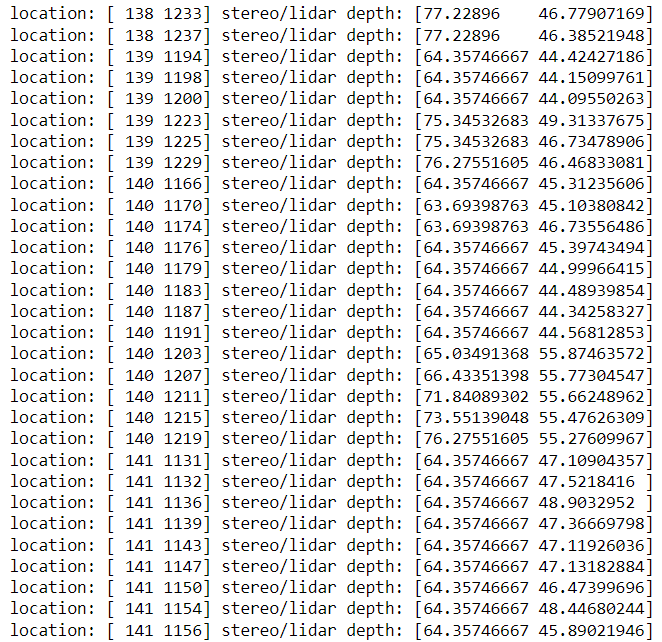 location: [ 138 1233] stereo/lidar depth: [77.22896    46.77907169]
location: [ 138 1237] stereo/lidar depth: [77.22896    46.38521948]
location: [ 139 1194] stereo/lidar depth: [64.35746667 44.42427186]
location: [ 139 1198] stereo/lidar depth: [64.35746667 44.15099761]
location: [ 139 1200] stereo/lidar depth: [64.35746667 44.09550263]
location: [ 139 1223] stereo/lidar depth: [75.34532683 49.31337675]
location: [ 139 1225] stereo/lidar depth: [75.34532683 46.73478906]
location: [ 139 1229] stereo/lidar depth: [76.27551605 46.46833081]
location: [ 140 1166] stereo/lidar depth: [64.35746667 45.31235606]
location: [ 140 1170] stereo/lidar depth: [63.69398763 45.10380842]
location: [ 140 1174] stereo/lidar depth: [63.69398763 46.73556486]
location: [ 140 1176] stereo/lidar depth: [64.35746667 45.39743494]
location: [ 140 1179] stereo/lidar depth: [64.35746667 44.99966415]
location: [ 140 1183] stereo/lidar depth: [64.35746667 44.48939854]
location: [ 140 1187] stereo/lidar depth: [64.35746667 44.34258327]
location: [ 140 1191] stereo/lidar depth: [64.35746667 44.56812853]
location: [ 140 1203] stereo/lidar depth: [65.03491368 55.87463572]
location: [ 140 1207] stereo/lidar depth: [66.43351398 55.77304547]
location: [ 140 1211] stereo/lidar depth: [71.84089302 55.66248962]
location: [ 140 1215] stereo/lidar depth: [73.55139048 55.47626309]
location: [ 140 1219] stereo/lidar depth: [76.27551605 55.27609967]
location: [ 141 1131] stereo/lidar depth: [64.35746667 47.10904357]
location: [ 141 1132] stereo/lidar depth: [64.35746667 47.5218416 ]
location: [ 141 1136] stereo/lidar depth: [64.35746667 48.9032952 ]
location: [ 141 1139] stereo/lidar depth: [64.35746667 47.36669798]
location: [ 141 1143] stereo/lidar depth: [64.35746667 47.11926036]
location: [ 141 1147] stereo/lidar depth: [64.35746667 47.13182884]
location: [ 141 1150] stereo/lidar depth: [64.35746667 46.47399696]
location: [ 141 1154] stereo/lidar depth: [64.35746667 48.44680244]
location: [ 141 1156] stereo/lidar depth: [64.35746667 45.89021946]